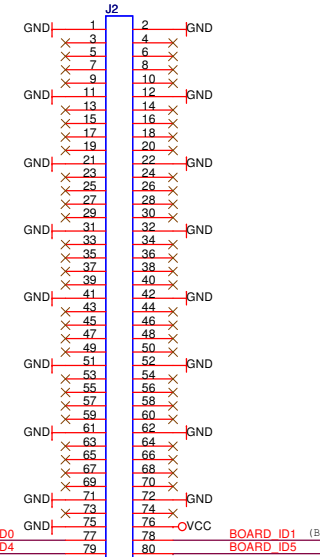 J2
GND 1 2 GND
3 4
5 6
7 8
9 10
GND 11 12 GND
13 14
15 16
17 18
19 20
GND 21 22 GND
23 24
25 26
27 28
29 30
GND 31 32 GND
33 34
35 36
37 38
39 40
GND 41 42 GND
43 44
45 46
47 48
49 50
GND 51 52 GND
53 54
55 56
57 58
59 60
GND 61 62 GND
63 64
65 66
67 68
69 70
GND 71 72 GND
73 74
GND 75 76 VCC
D0 77 78 BOARD_ID1 (B
D4 79 80 BOARD_ID5